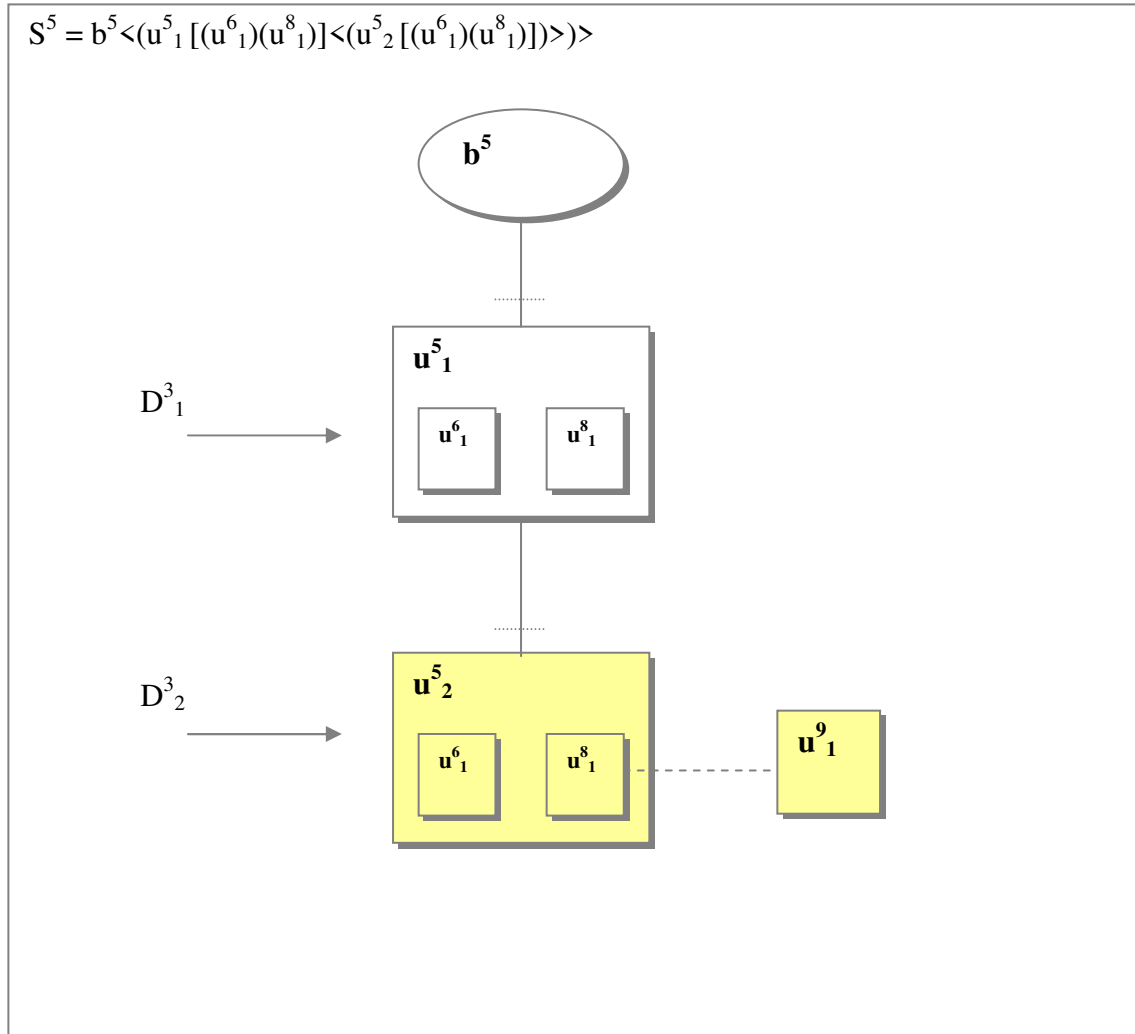 S⁵ = b⁵<(u⁵₁ [(u⁶₁)(u⁸₁)]<(u⁵₂ [(u⁶₁)(u⁸₁)])>)>
b⁵
u⁵₁
D³₁
u⁶₁ u⁸₁
u⁵₂
D³₂
u⁹₁
u⁶₁ u⁸₁